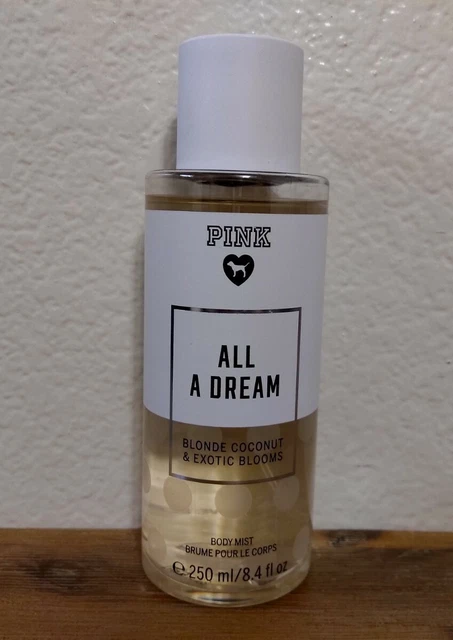 PINK
ALL
A DREAM
BLONDE COCONUT
& EXOTIC BLOOMS
BODY MIST
BRUME POUR LE CORPS
℮ 250 ml/8.4 fl oz